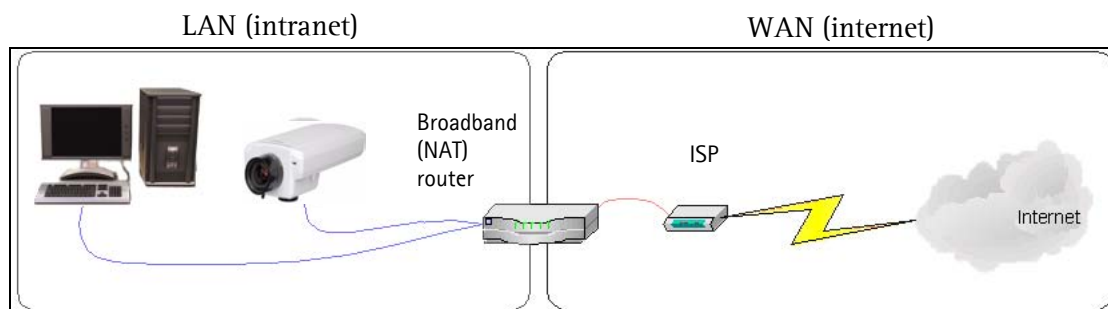 LAN (intranet)
WAN (internet)
Broadband
(NAT)
router
ISP
Internet